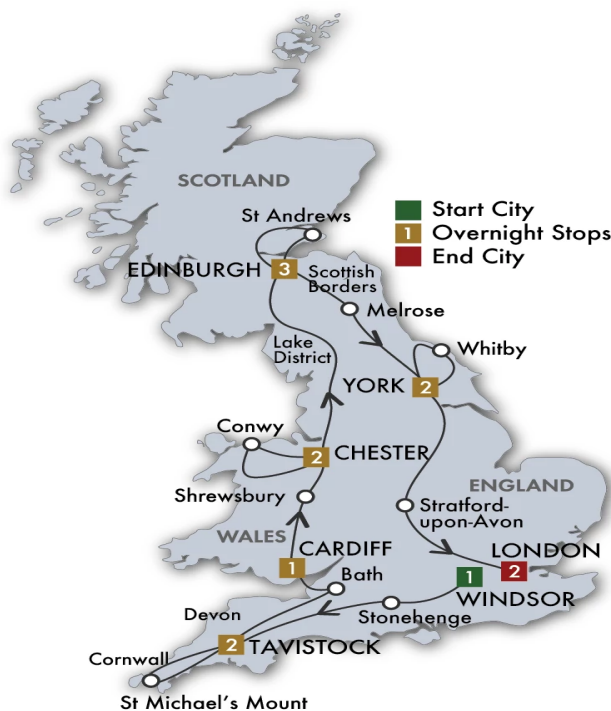 SCOTLAND
St Andrews
Start City
1 Overnight Stops
End City
EDINBURGH 3
Scottish
Borders
Melrose
Lake
District
Whitby
YORK 2
Conwy
2 CHESTER
Shrewsbury
ENGLAND
Stratford-
upon-Avon
WALES
CARDIFF
1
LONDON
2
Bath
1
WINDSOR
Devon
Stonehenge
2 TAVISTOCK
Cornwall
St Michael's Mount